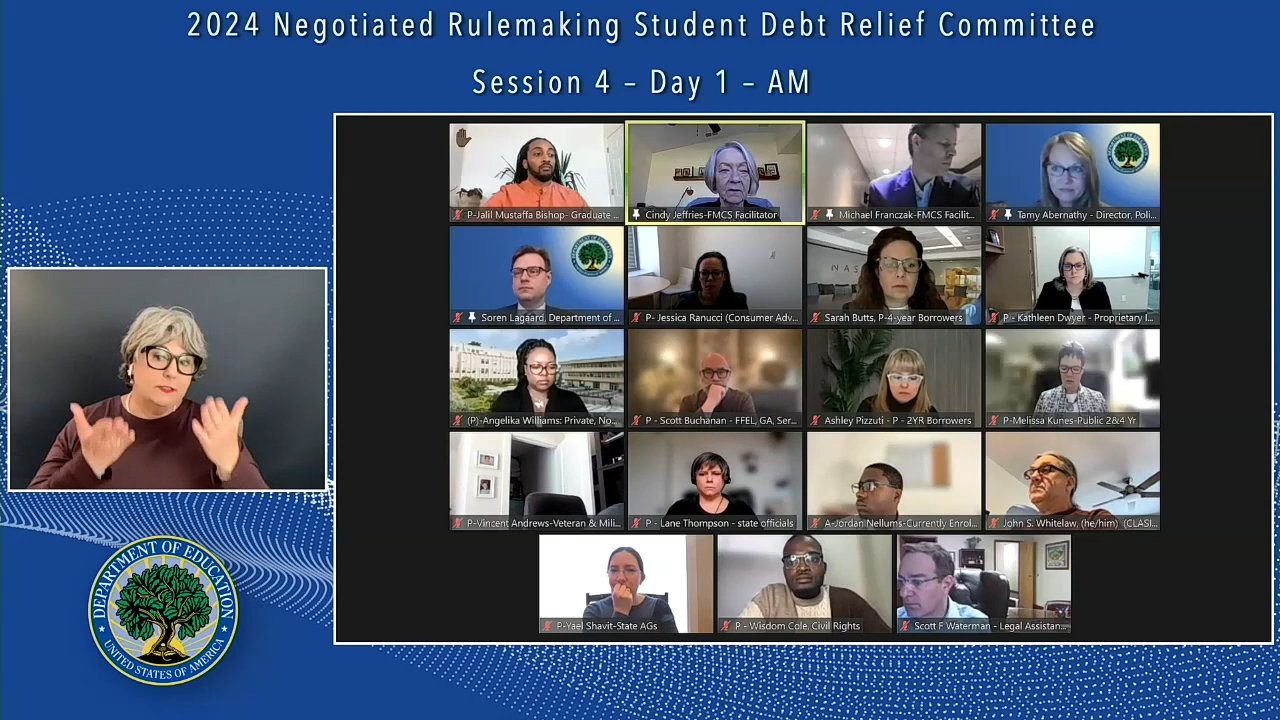 2024 Negotiated Rulemaking Student Debt Relief Committee
Session 4 – Day 1 – AM
P-Jalil Mustaffa Bishop- Graduate ...
Cindy Jeffries-FMCS Facilitator
Michael Franczak-FMCS Facilit...
Tamy Abernathy - Director, Poli...
Soren Lagaard, Department of ...
P- Jessica Ranucci (Consumer Adv...
NAS
Sarah Butts, P-4-year Borrowers
P - Kathleen Dwyer - Proprietary I...
(P)-Angelika Williams: Private, No...
P - Scott Buchanan - FFEL, GA, Ser...
Ashley Pizzuti - P - 2YR Borrowers
P-Melissa Kunes-Public 2&4 Yr
P-Vincent Andrews-Veteran & Mili...
P - Lane Thompson - state officials
A-Jordan Nellums-Currently Enrol...
John S. Whitelaw, (he/him) (CLASI...
P-Yael Shavit-State AGs
P - Wisdom Cole, Civil Rights
Scott F Waterman - Legal Assistan...
DEPARTMENT OF EDUCATION
UNITED STATES OF AMERICA